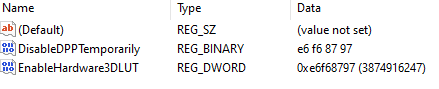 Name Type Data
(Default) REG_SZ (value not set)
DisableDPPTemporarily REG_BINARY e6 f6 87 97
EnableHardware3DLUT REG_DWORD 0xe6f68797 (3874916247)